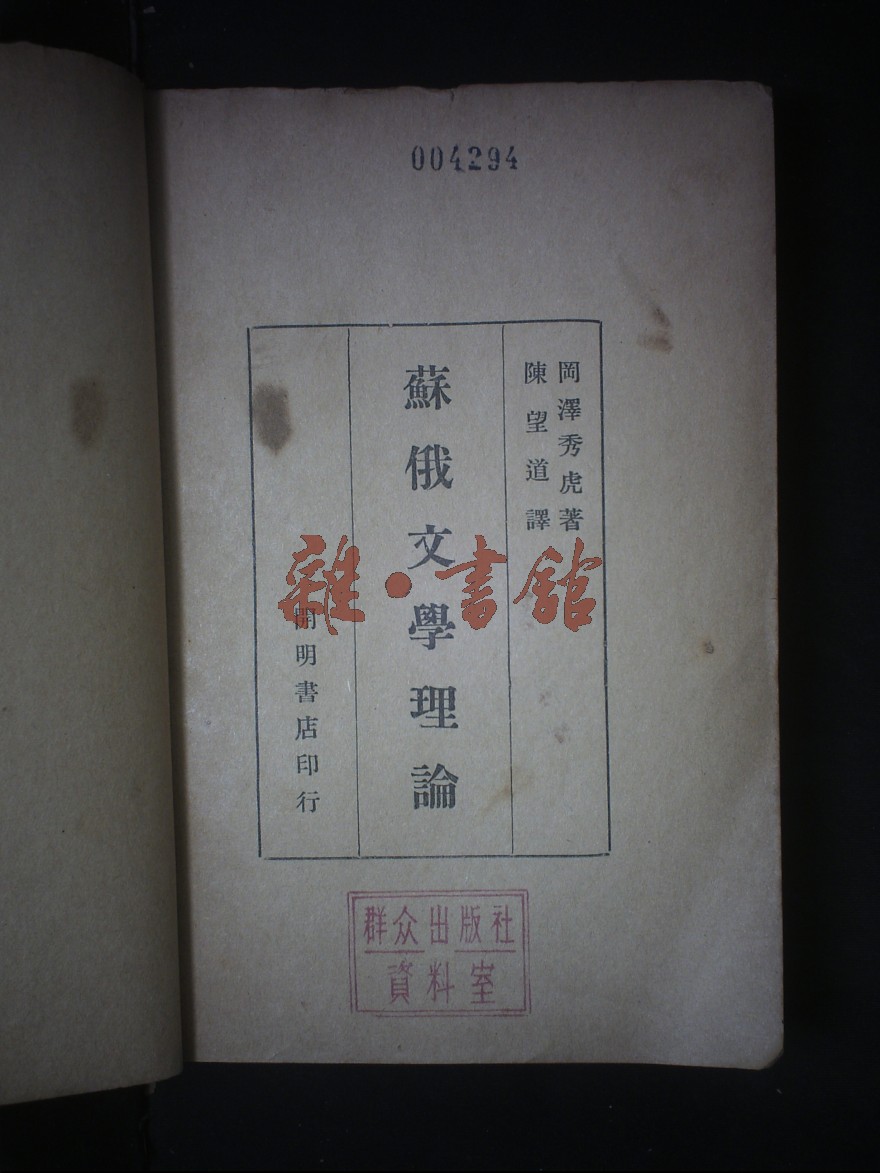 004294
岡澤秀虎著
陳望道譯
蘇俄文學理論
開明書店印行
雜·書館
群众出版社
資料室